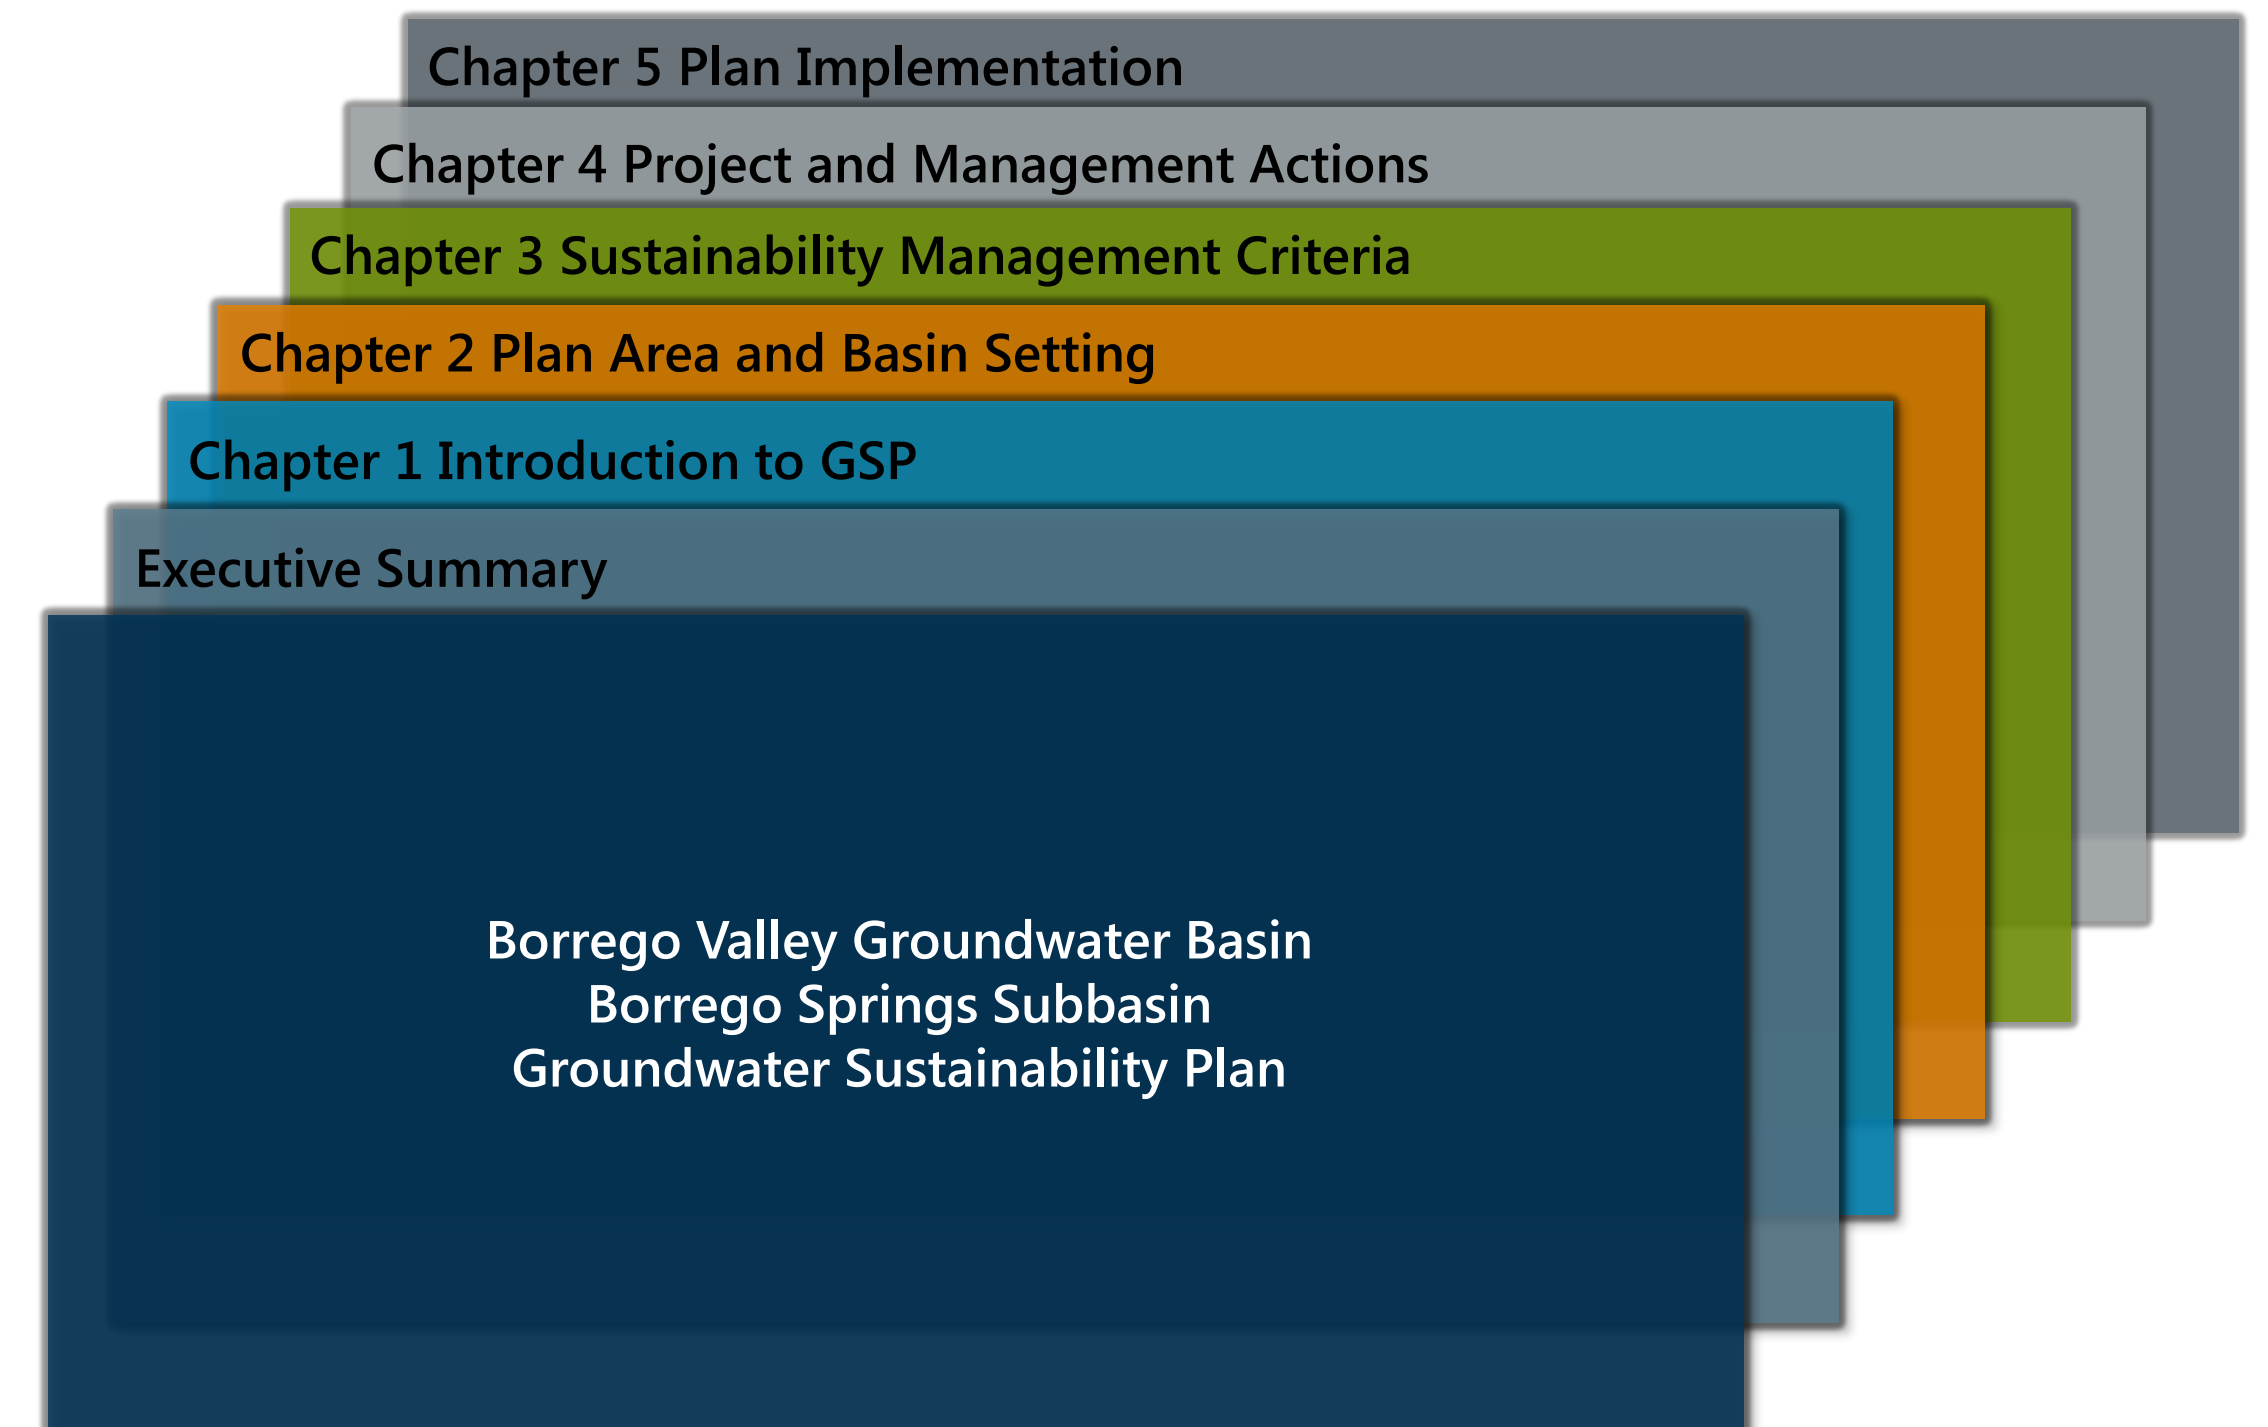 Chapter 5 Plan Implementation
Chapter 4 Project and Management Actions
Chapter 3 Sustainability Management Criteria
Chapter 2 Plan Area and Basin Setting
Chapter 1 Introduction to GSP
Executive Summary
Borrego Valley Groundwater Basin
Borrego Springs Subbasin
Groundwater Sustainability Plan